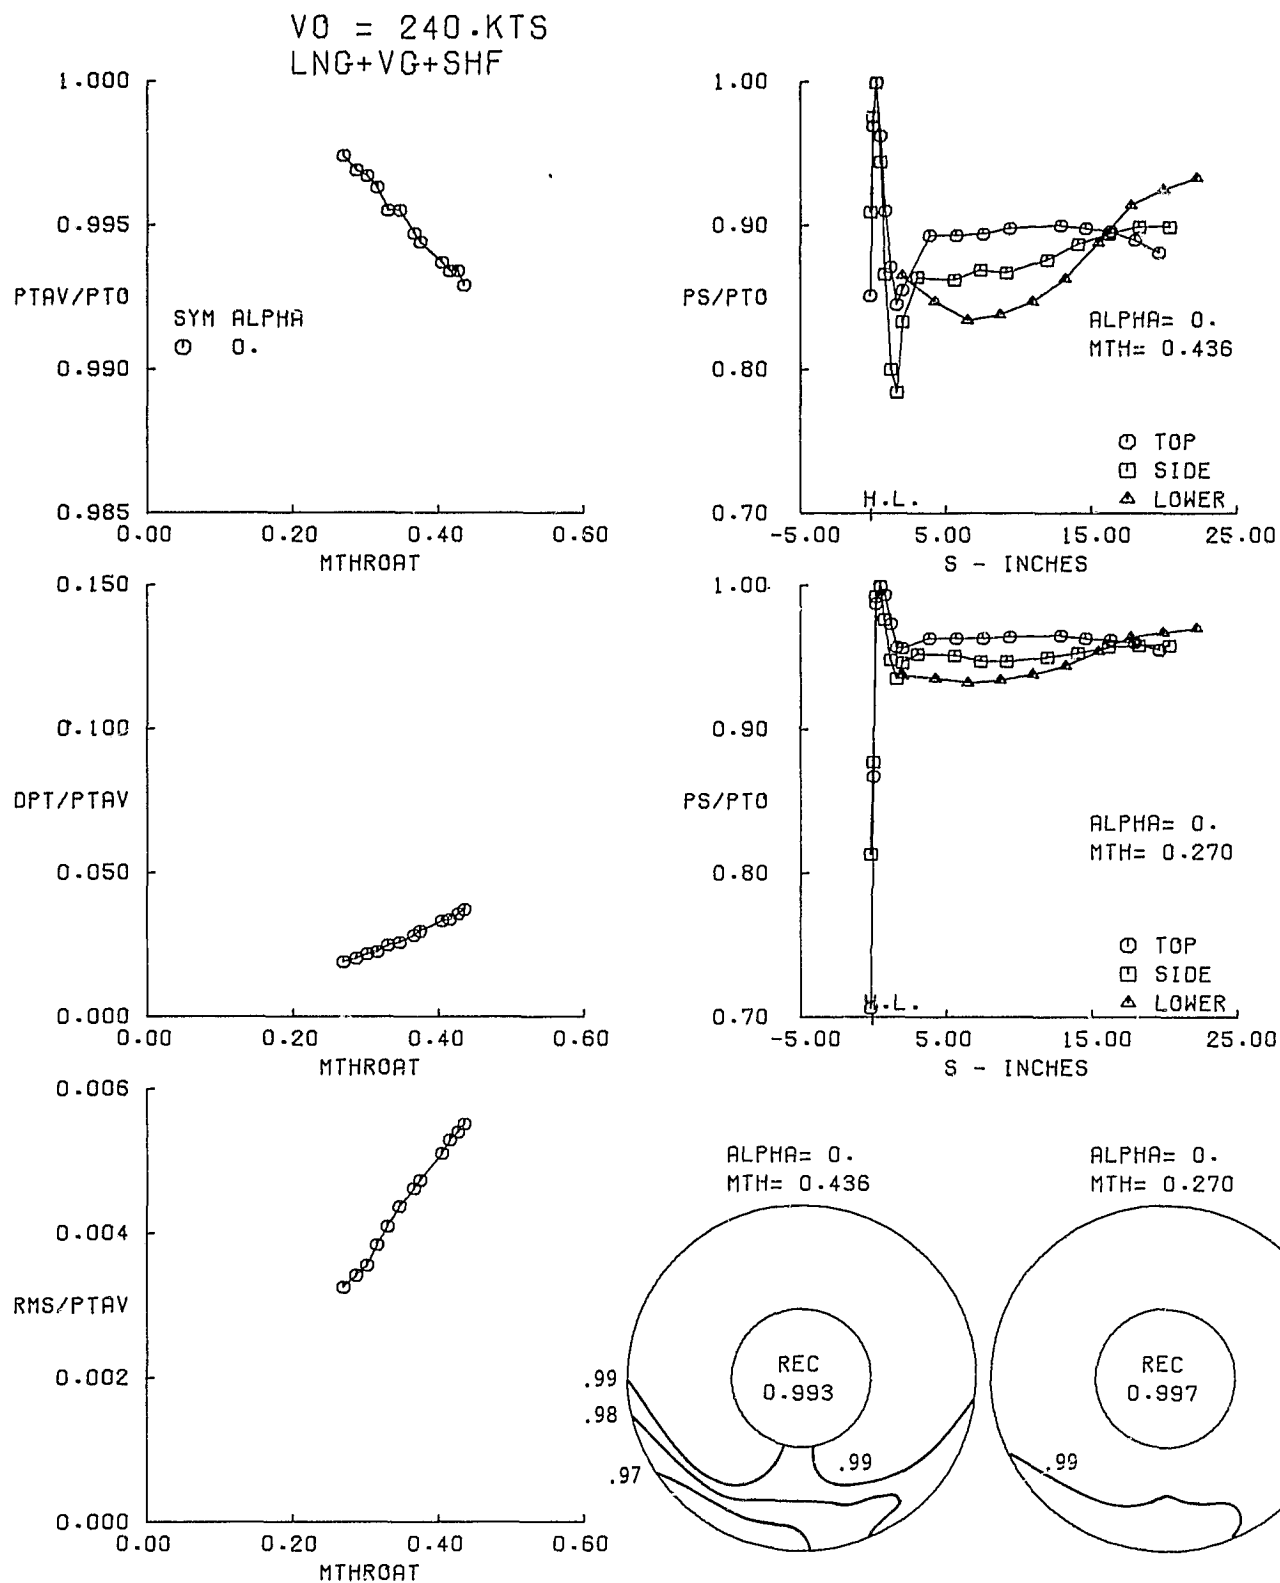 V0 = 240.KTS
LNG+VG+SHF
1.000
0.995
PTAV/PT0
SYM ALPHA
0.
0.990
0.985
0.00 0.20 0.40 0.60
MTHROAT
1.00
0.90
PS/PT0
ALPHA= 0.
MTH= 0.436
0.80
TOP
SIDE
LOWER
H.L.
0.70
-5.00 5.00 15.00 25.00
S - INCHES
0.150
0.100
DPT/PTAV
0.050
0.000
0.00 0.20 0.40 0.60
MTHROAT
1.00
0.90
PS/PT0
ALPHA= 0.
MTH= 0.270
0.80
TOP
SIDE
LOWER
H.L.
0.70
-5.00 5.00 15.00 25.00
S - INCHES
0.006
0.004
RMS/PTAV
0.002
0.000
0.00 0.20 0.40 0.60
MTHROAT
ALPHA= 0.
MTH= 0.436
REC
0.993
.99
.98
.97
.99
ALPHA= 0.
MTH= 0.270
REC
0.997
.99